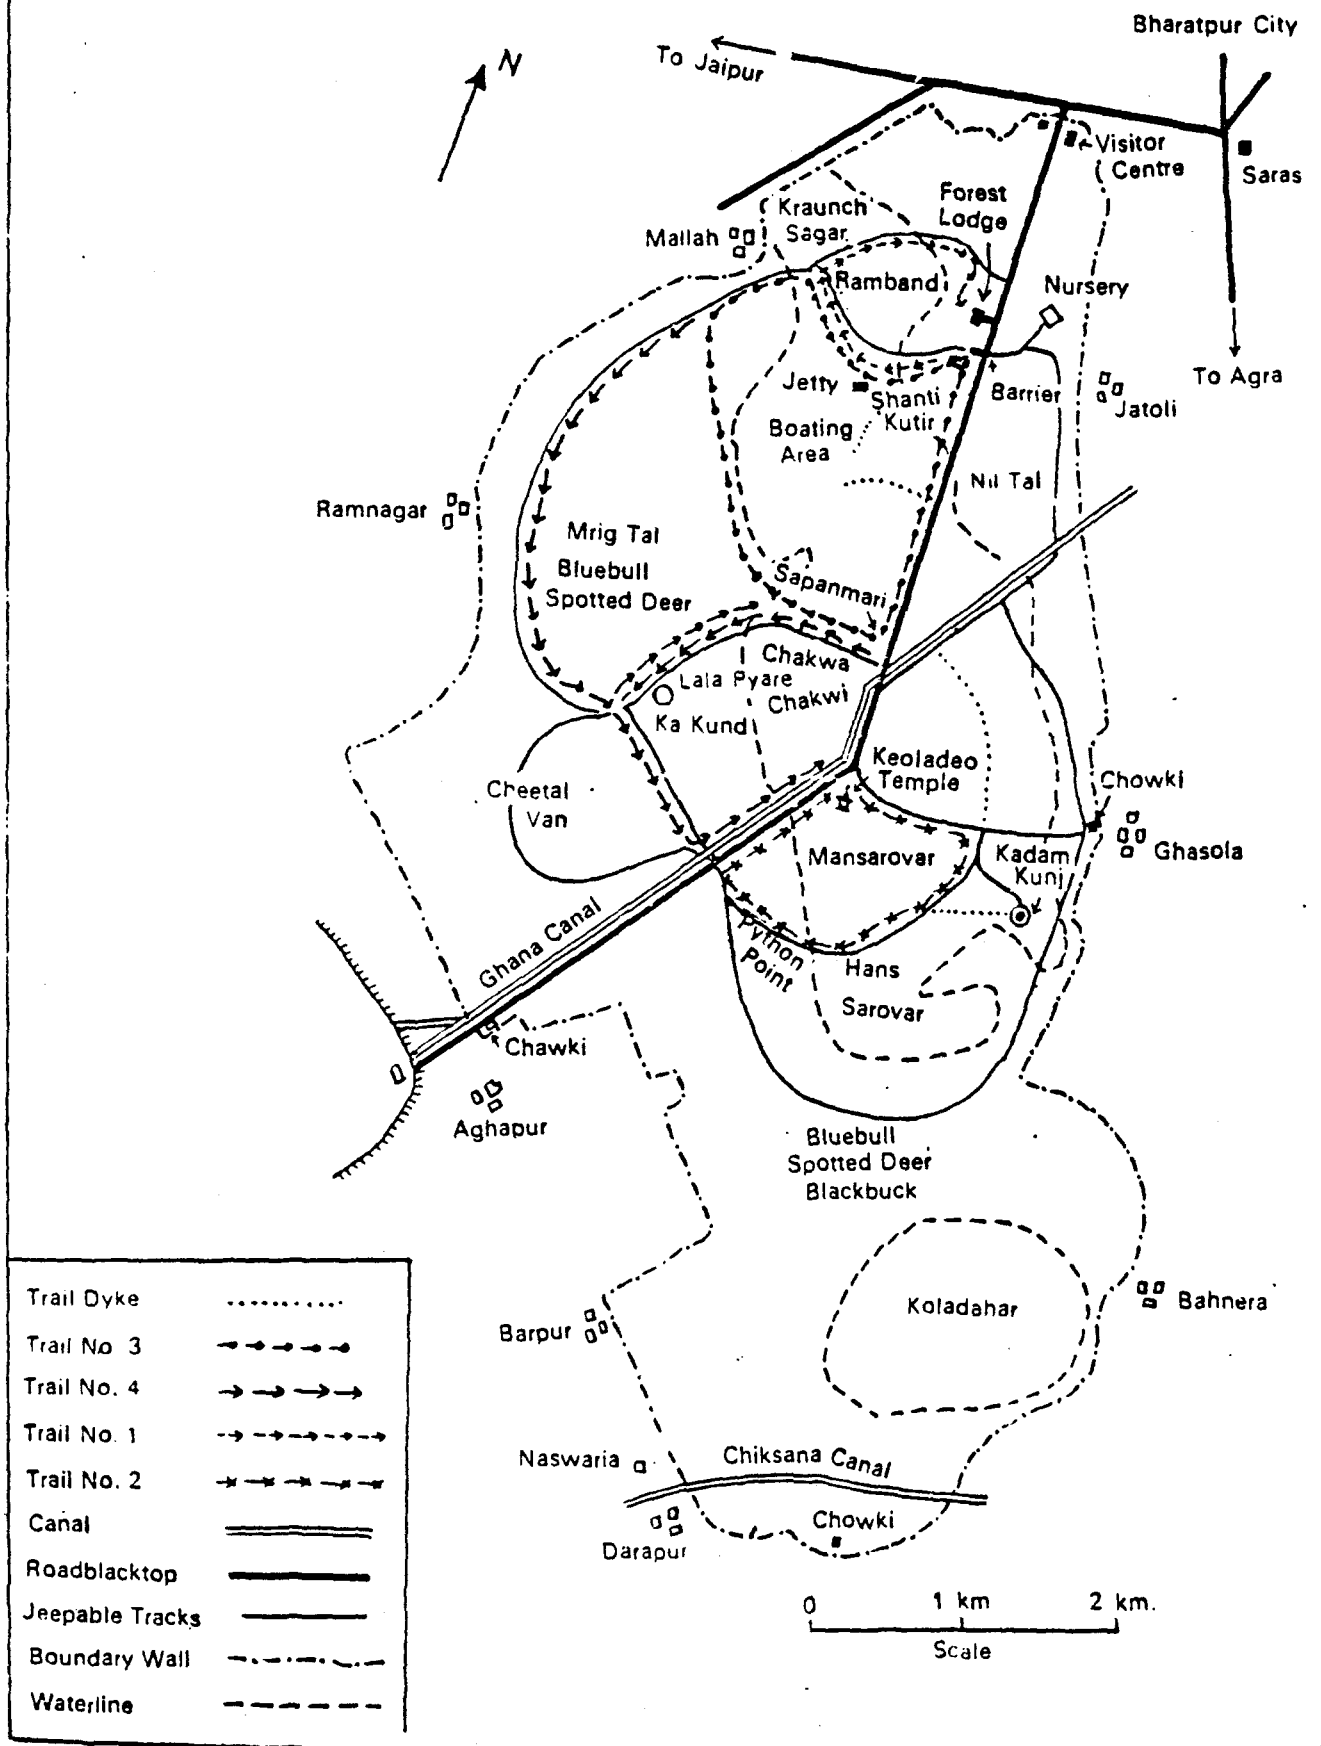 Bharatpur City
N
To Jaipur
Visitor
Centre
Saras
Forest
Lodge
Kraunch
Sagar
Mallah
Ramband
Nursery
To Agra
Jetty
Shanti
Kutir
Barrier
Jatoli
Boating
Area
Nil Tal
Ramnagar
Mrig Tal
Bluebull
Spotted Deer
Sapanmari
Chakwa
Chakwi
Lala Pyare
Ka Kund
Keoladeo
Temple
Chowki
Cheetal
Van
Mansarovar
Kadam
Kunj
Ghasola
Ghana Canal
Python
Point
Hans
Sarovar
Chawki
Aghapur
Bluebull
Spotted Deer
Blackbuck
Koladahar
Bahnera
Barpur
Naswaria
Chiksana Canal
Chowki
Darapur
0 1 km 2 km.
Scale
Trail Dyke
Trail No 3
Trail No. 4
Trail No. 1
Trail No. 2
Canal
Roadblacktop
Jeepable Tracks
Boundary Wall
Waterline